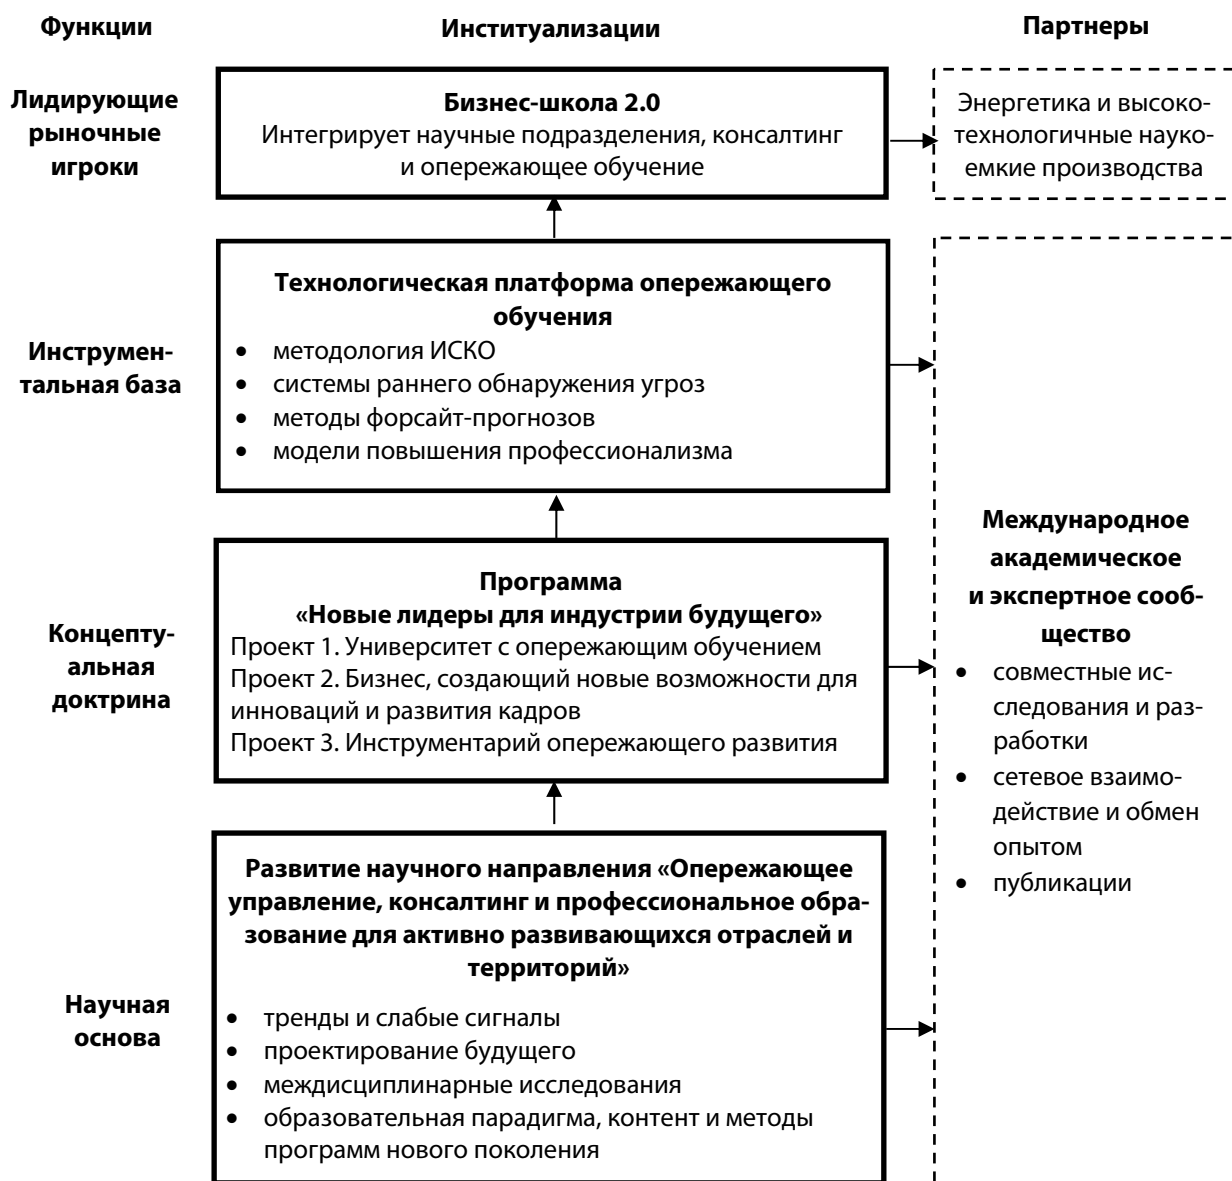 Функции
Институализации
Партнеры
Лидирующие
рыночные
игроки
Бизнес-школа 2.0
Интегрирует научные подразделения, консалтинг
и опережающее обучение
Энергетика и высоко-
технологичные науко-
емкие производства
Инструмен-
тальная база
Технологическая платформа опережающего
обучения
• методология ИСКО
• системы раннего обнаружения угроз
• методы форсайт-прогнозов
• модели повышения профессионализма
Концепту-
альная
доктрина
Программа
«Новые лидеры для индустрии будущего»
Проект 1. Университет с опережающим обучением
Проект 2. Бизнес, создающий новые возможности для
инноваций и развития кадров
Проект 3. Инструментарий опережающего развития
Научная
основа
Развитие научного направления «Опережающее
управление, консалтинг и профессиональное обра-
зование для активно развивающихся отраслей и
территорий»
• тренды и слабые сигналы
• проектирование будущего
• междисциплинарные исследования
• образовательная парадигма, контент и методы
программ нового поколения
Международное
академическое
и экспертное сооб-
щество
• совместные ис-
следования и раз-
работки
• сетевое взаимо-
действие и обмен
опытом
• публикации